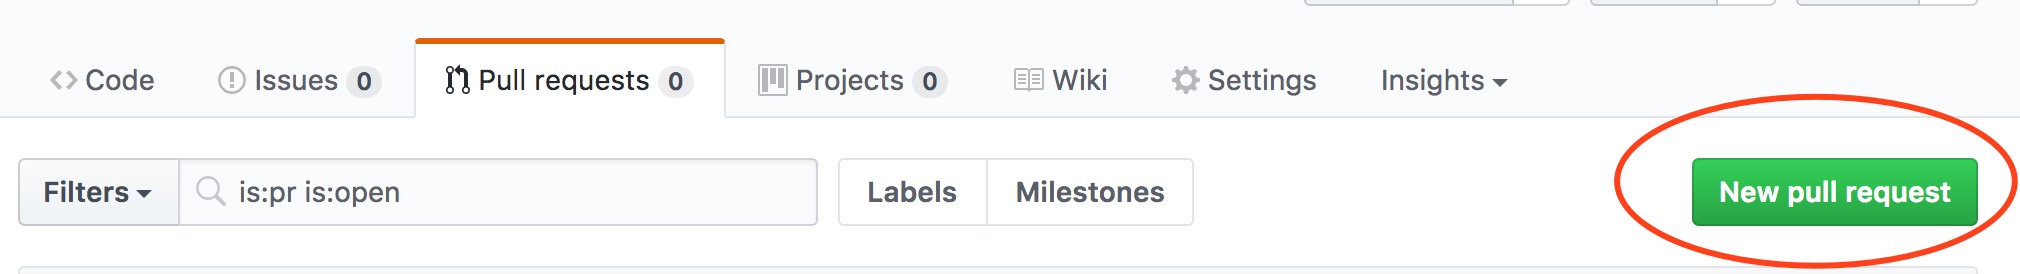 Code Issues 0 Pull requests 0 Projects 0 Wiki Settings Insights
Filters is:pr is:open Labels Milestones New pull request